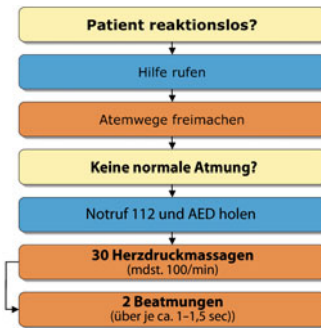 Patient reaktionslos?
Hilfe rufen
Atemwege freimachen
Keine normale Atmung?
Notruf 112 und AED holen
30 Herzdruckmassagen
(mdst. 100/min)
2 Beatmungen
(über je ca. 1–1,5 sec))